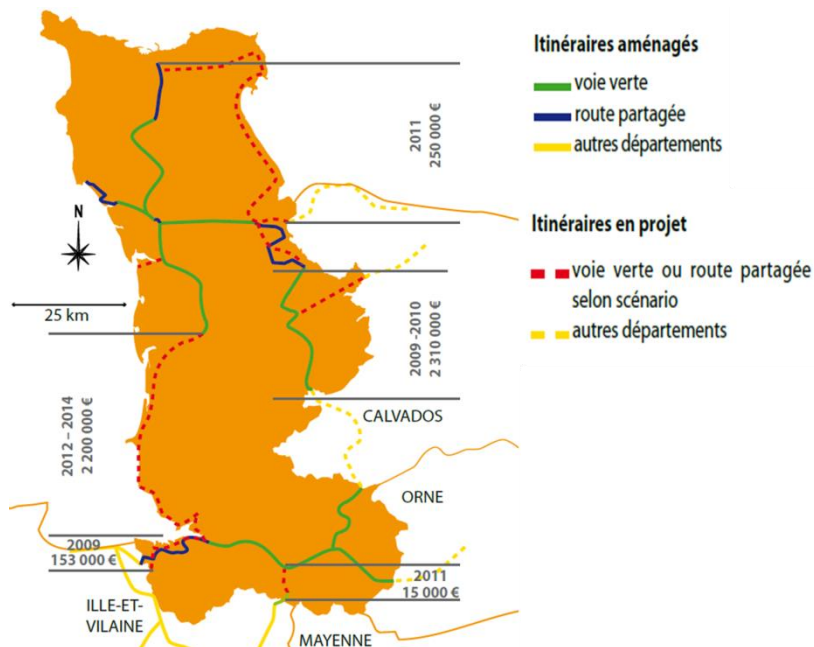 Itinéraires aménagés
voie verte
route partagée
autres départements
Itinéraires en projet
voie verte ou route partagée
selon scénario
autres départements
2011
250 000 €
N
25 km
2009 -2010
2 310 000 €
CALVADOS
2012 – 2014
2 200 000 €
ORNE
2009
153 000 €
2011
15 000 €
ILLE-ET-
VILAINE
MAYENNE